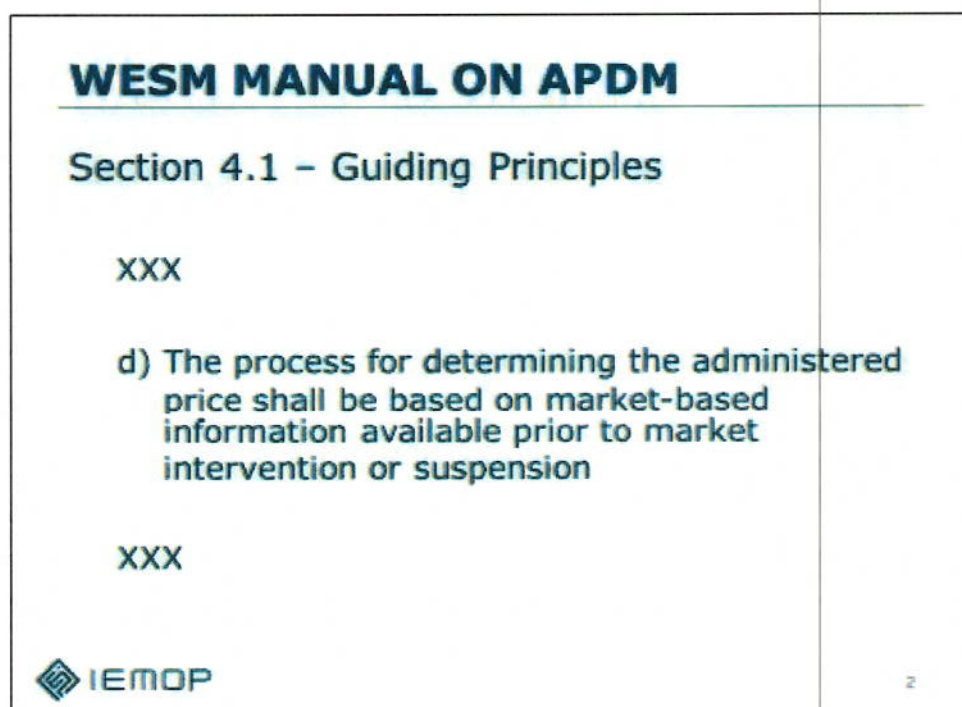 WESM MANUAL ON APDM
Section 4.1 – Guiding Principles
xxx
d) The process for determining the administered
price shall be based on market-based
information available prior to market
intervention or suspension
xxx
IEMOP
2